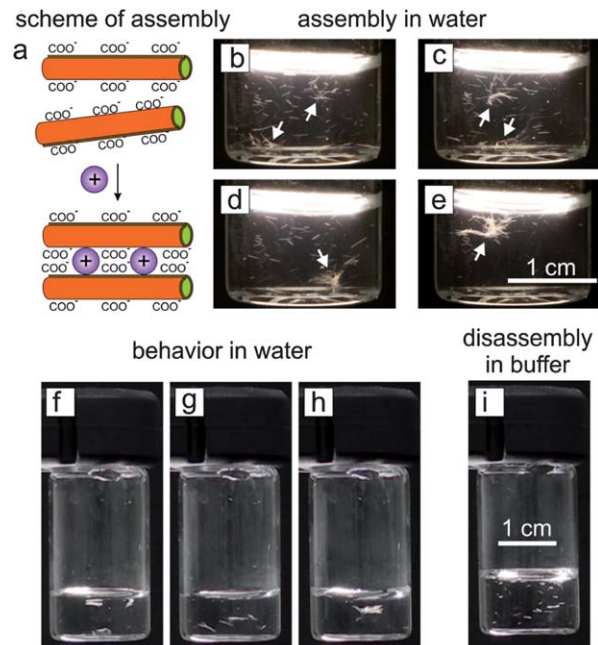 scheme of assembly
assembly in water
a
COO⁻ COO⁻ COO⁻
COO⁻ COO⁻ COO⁻
COO⁻ COO⁻ COO⁻
COO⁻ COO⁻ COO⁻
+
COO⁻ COO⁻ COO⁻
COO⁻ COO⁻ COO⁻
+ +
COO⁻ COO⁻ COO⁻
COO⁻ COO⁻ COO⁻
b
c
d
e
1 cm
behavior in water
disassembly
in buffer
f
g
h
i
1 cm